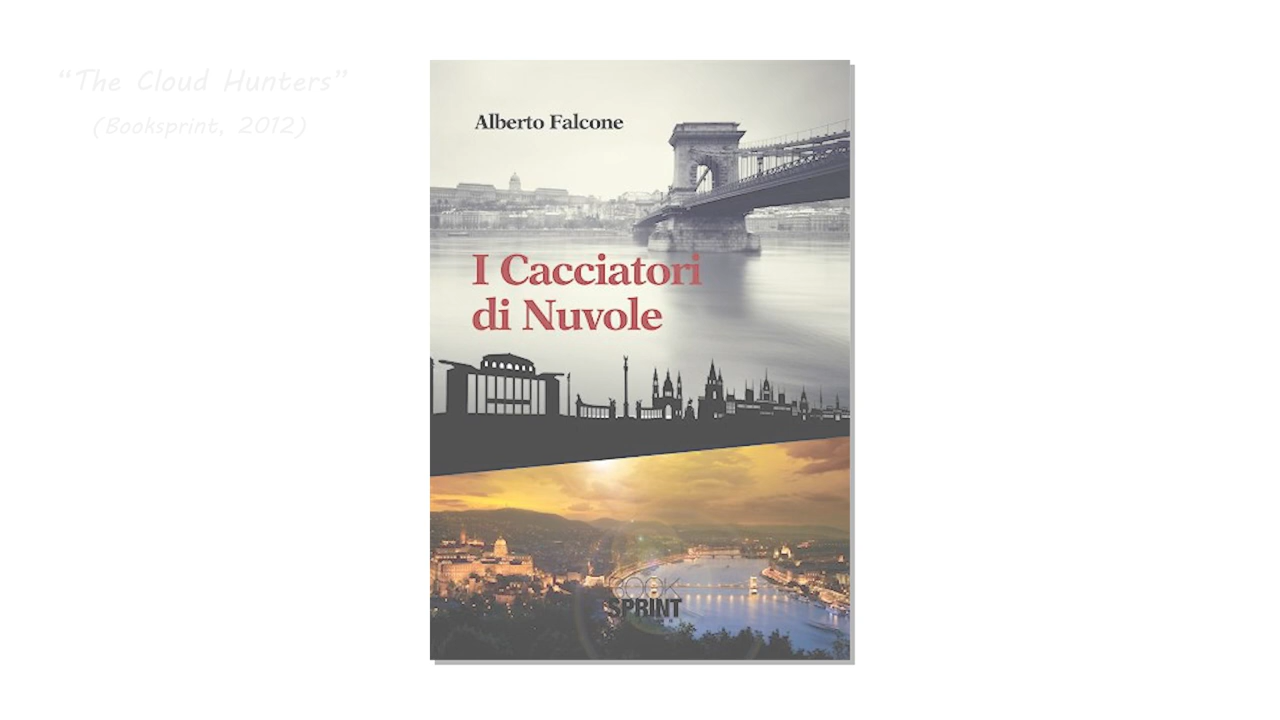 “The Cloud Hunters”
(Booksprint, 2012)
Alberto Falcone
I Cacciatori
di Nuvole
BOOK
SPRINT